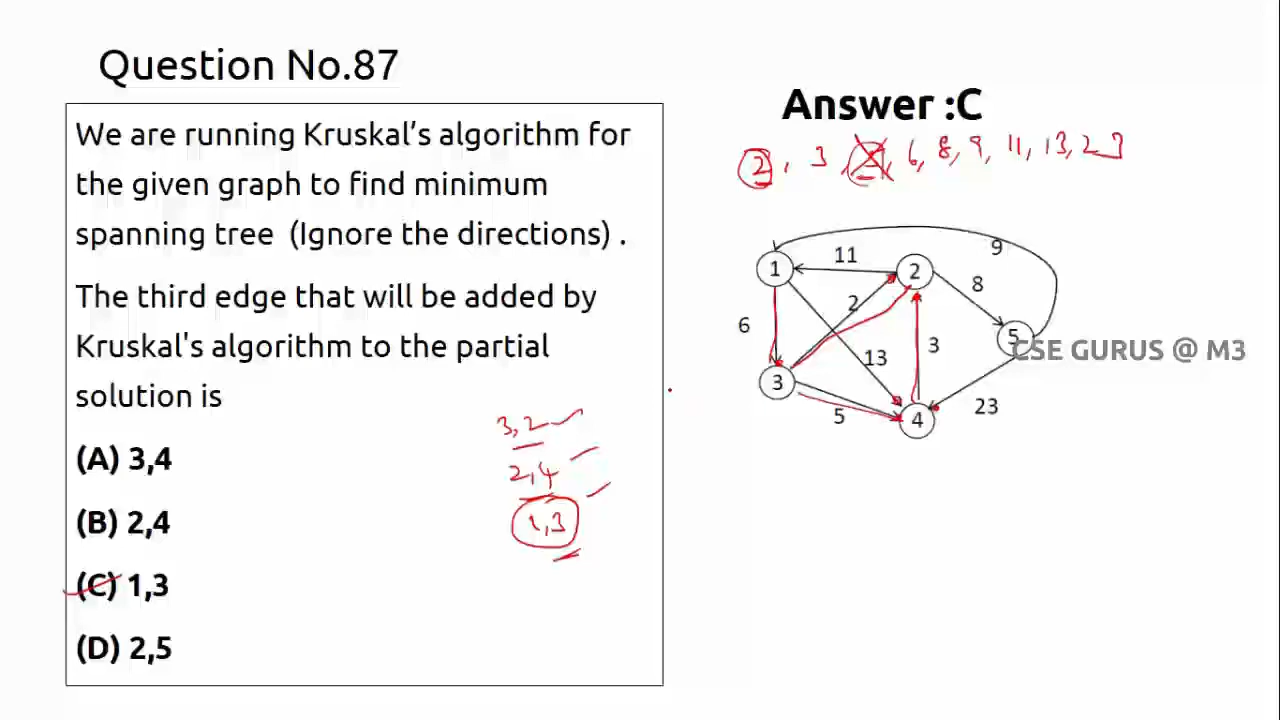 Question No.87
We are running Kruskal’s algorithm for
the given graph to find minimum
spanning tree (Ignore the directions) .
The third edge that will be added by
Kruskal's algorithm to the partial
solution is
(A) 3,4
(B) 2,4
(C) 1,3
(D) 2,5
3,2
2,4
1,3
Answer :C
2, 3, 6, 8, 9, 11, 13, 23
9
1
11
2
8
6
2
5
CSE GURUS @ M3
13
3
3
5
4
23